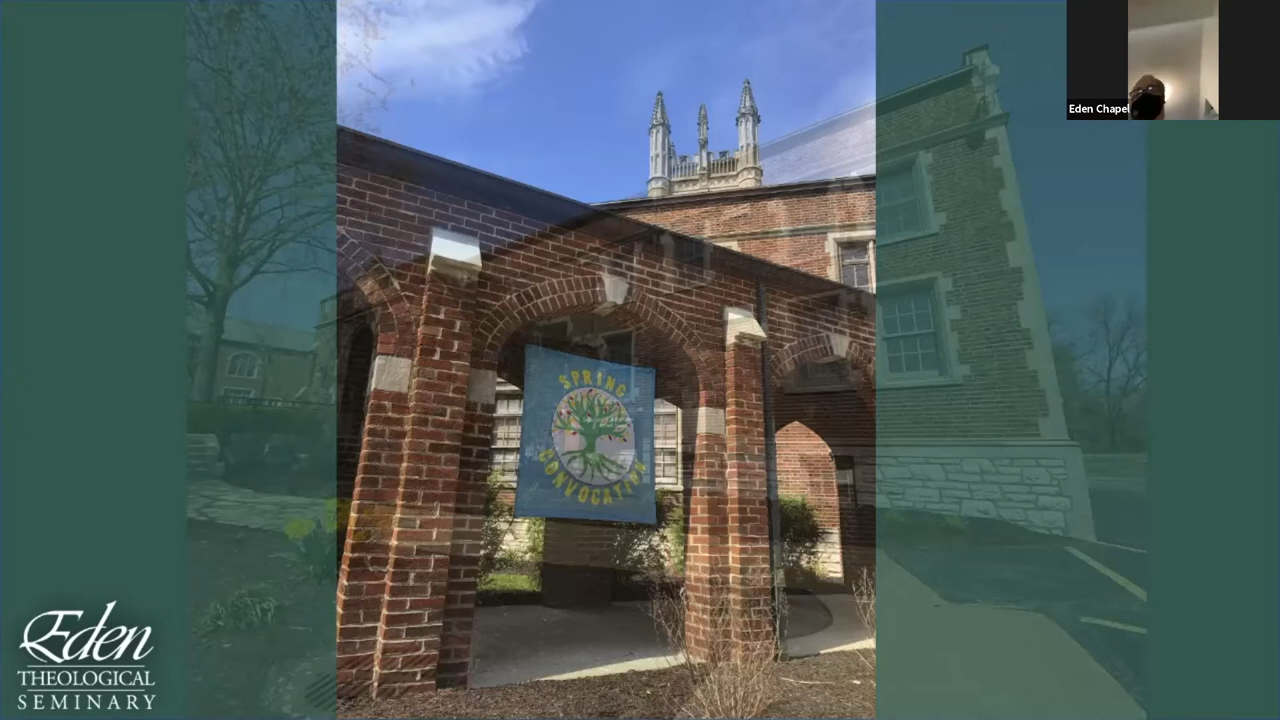 Eden Chapel
SPRING
CONVOCATION
Eden
THEOLOGICAL
SEMINARY